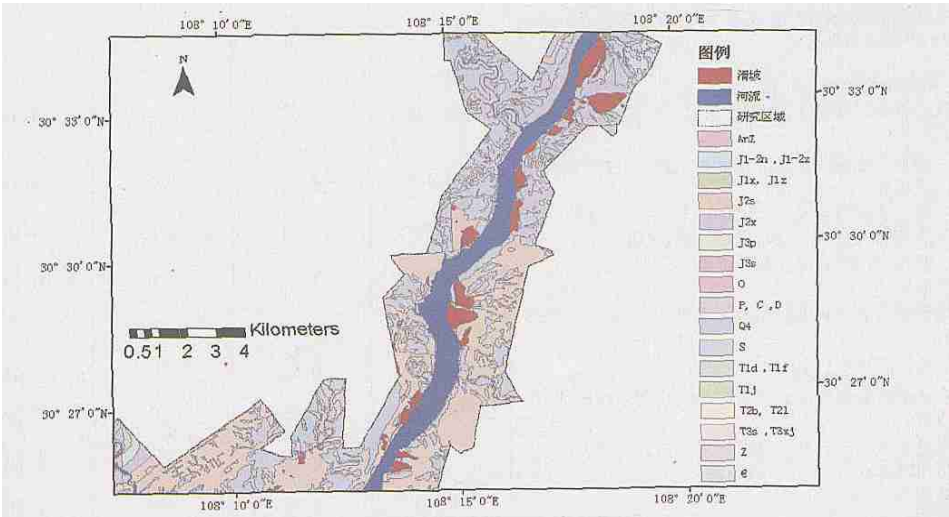 108° 10′0″E
108° 15′0″E
108° 20′0″E
N
30° 33′0″N
30° 30′0″N
30° 27′0″N
Kilometers
0.51 2 3 4
30° 33′0″N
30° 30′0″N
30° 27′0″N
108° 10′0″E
108° 15′0″E
108° 20′0″E
图例
滑坡
河流
研究区域
AnZ
J1-2n ,J1-2z
J1x, J1z
J2s
J2x
J3p
J3s
O
P, C ,D
Q4
S
T1d ,T1f
T1j
T2b, T2l
T3s ,T3xj
Z